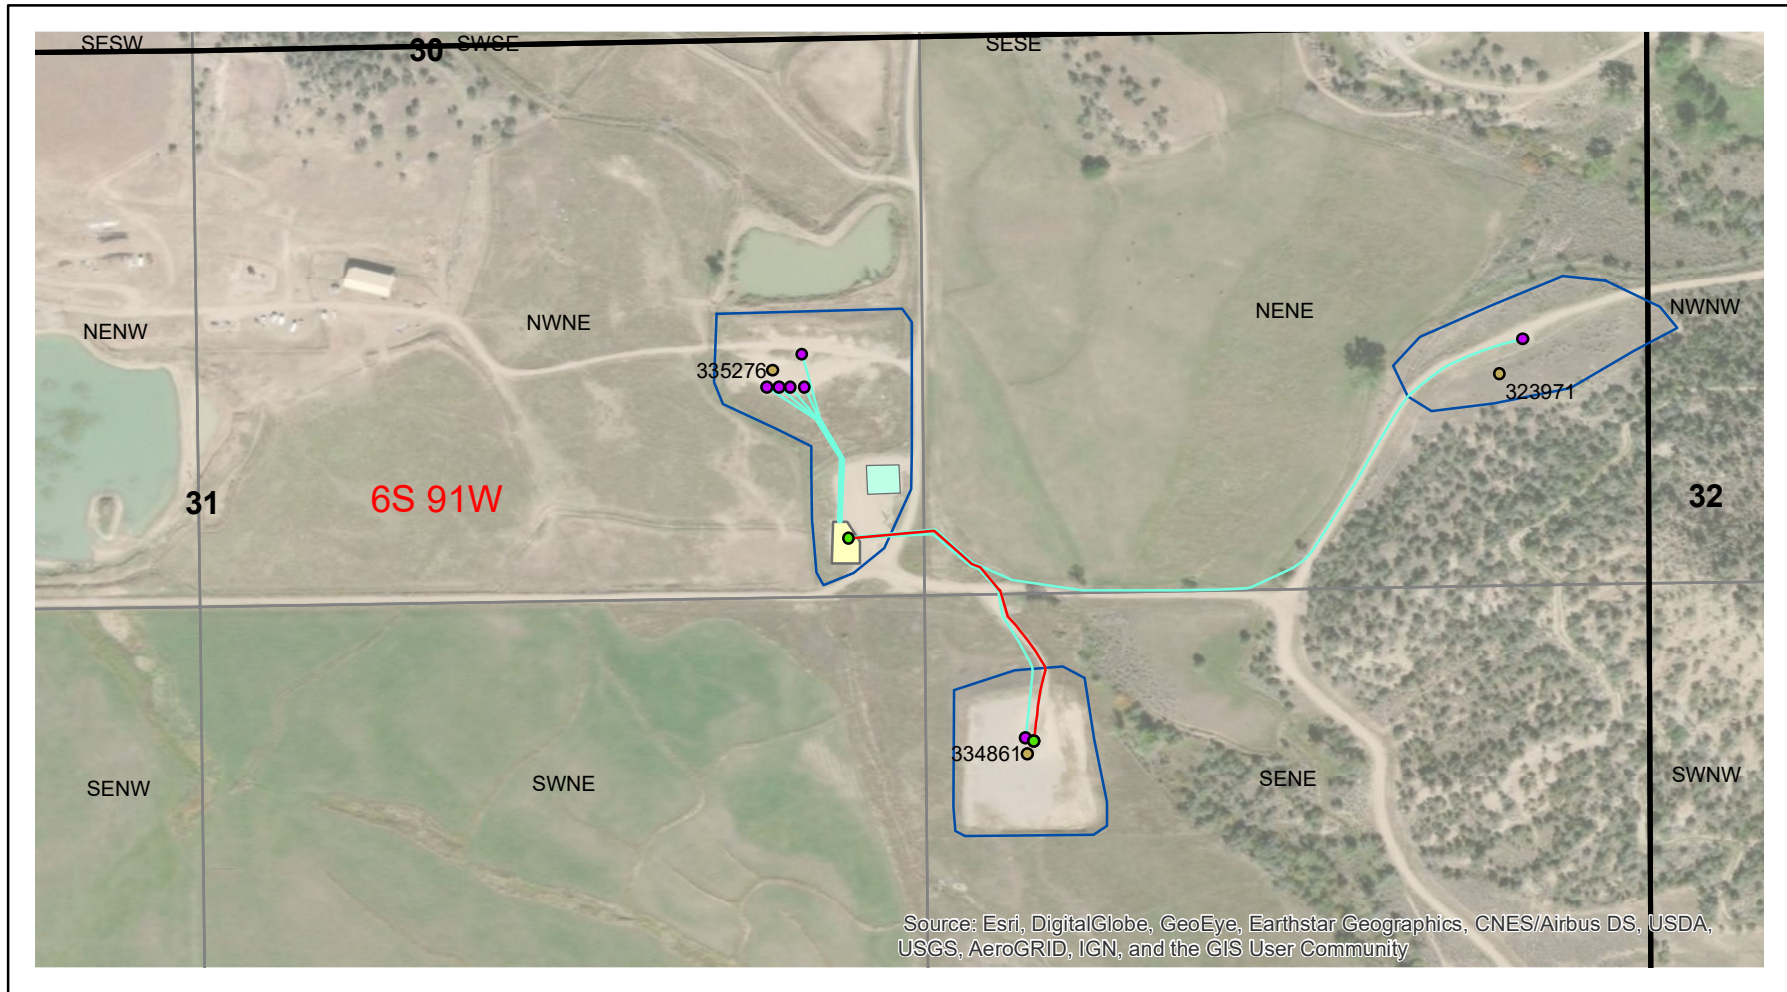 SESW
30
SWSE
SESE
NENW
NWNE
NENE
NWNW
335276
323971
31
6S 91W
32
334861
SENW
SWNE
SENE
SWNW
Source: Esri, DigitalGlobe, GeoEye, Earthstar Geographics, CNES/Airbus DS, USDA,
USGS, AeroGRID, IGN, and the GIS User Community